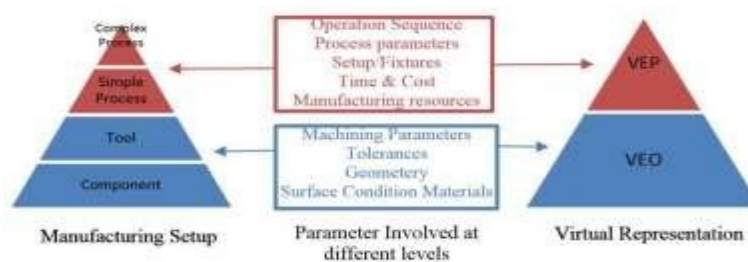 Complex
Process
Simple
Process
Tool
Component
Manufacturing Setup
Operation Sequence
Process parameters
Setup Fixtures
Time & Cost
Manufacturing resources
Machining Parameters
Tolerances
Geometery
Surface Condition Materials
Parameter Involved at
different levels
VEP
VEO
Virtual Representation